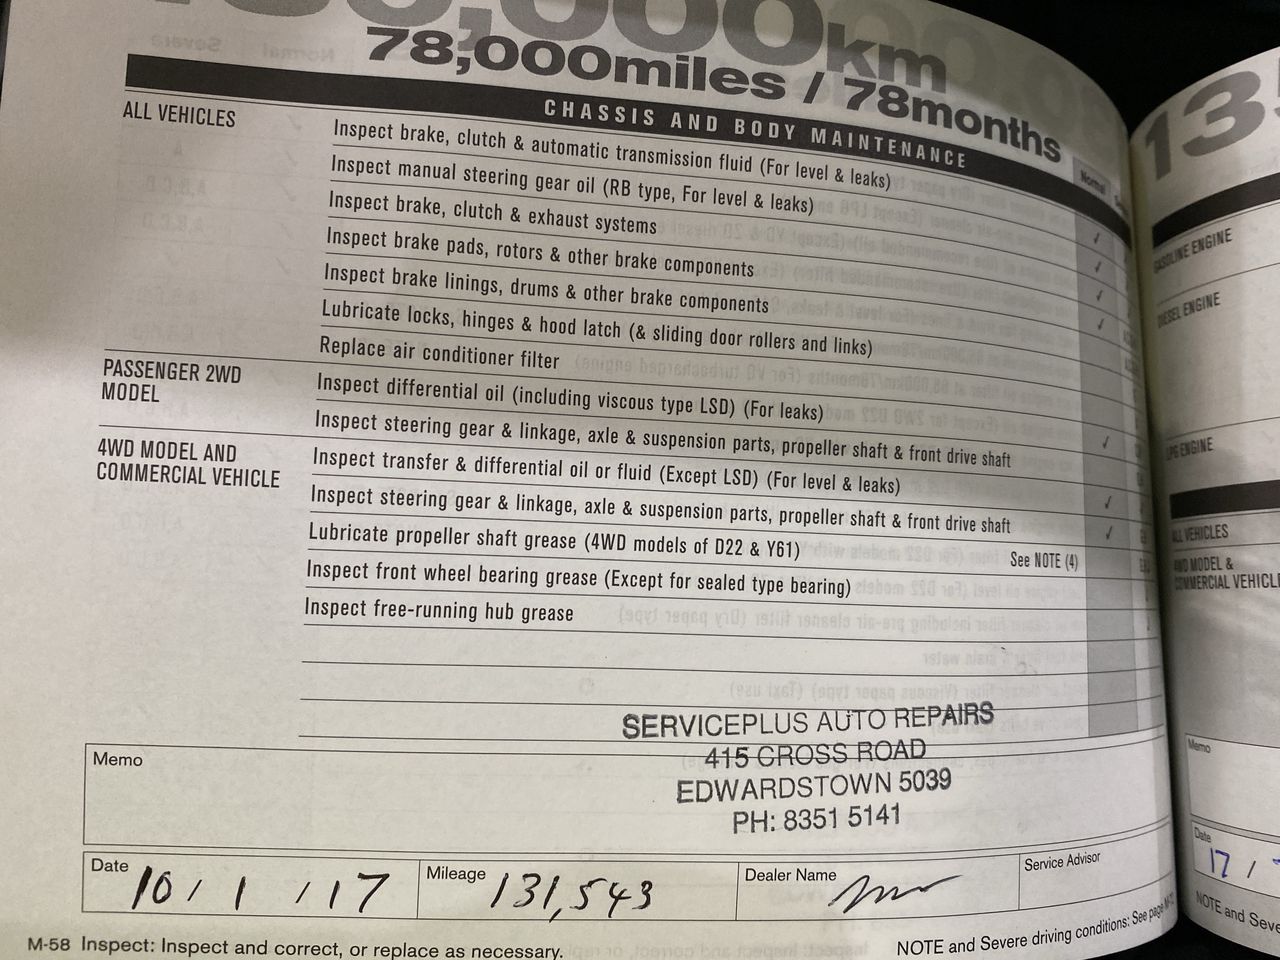 000km
78,000miles / 78months
CHASSIS AND BODY MAINTENANCE
Normal
ALL VEHICLES
Inspect brake, clutch & automatic transmission fluid (For level & leaks)
Inspect manual steering gear oil (RB type, For level & leaks)
Inspect brake, clutch & exhaust systems
Inspect brake pads, rotors & other brake components
Inspect brake linings, drums & other brake components
Lubricate locks, hinges & hood latch (& sliding door rollers and links)
Replace air conditioner filter
PASSENGER 2WD
MODEL
Inspect differential oil (including viscous type LSD) (For leaks)
Inspect steering gear & linkage, axle & suspension parts, propeller shaft & front drive shaft
4WD MODEL AND
COMMERCIAL VEHICLE
Inspect transfer & differential oil or fluid (Except LSD) (For level & leaks)
Inspect steering gear & linkage, axle & suspension parts, propeller shaft & front drive shaft
Lubricate propeller shaft grease (4WD models of D22 & Y61) See NOTE (4)
Inspect front wheel bearing grease (Except for sealed type bearing)
Inspect free-running hub grease
SERVICEPLUS AUTO REPAIRS
415 CROSS ROAD
EDWARDSTOWN 5039
PH: 8351 5141
Memo
Date 10 / 1 / 17
Mileage 131,543
Dealer Name
Service Advisor
M-58 Inspect: Inspect and correct, or replace as necessary.
NOTE and Severe driving conditions: See page
13
GASOLINE ENGINE
DIESEL ENGINE
LPG ENGINE
ALL VEHICLES
4WD MODEL &
COMMERCIAL VEHICLE
Memo
Date
17 /
NOTE and Seve